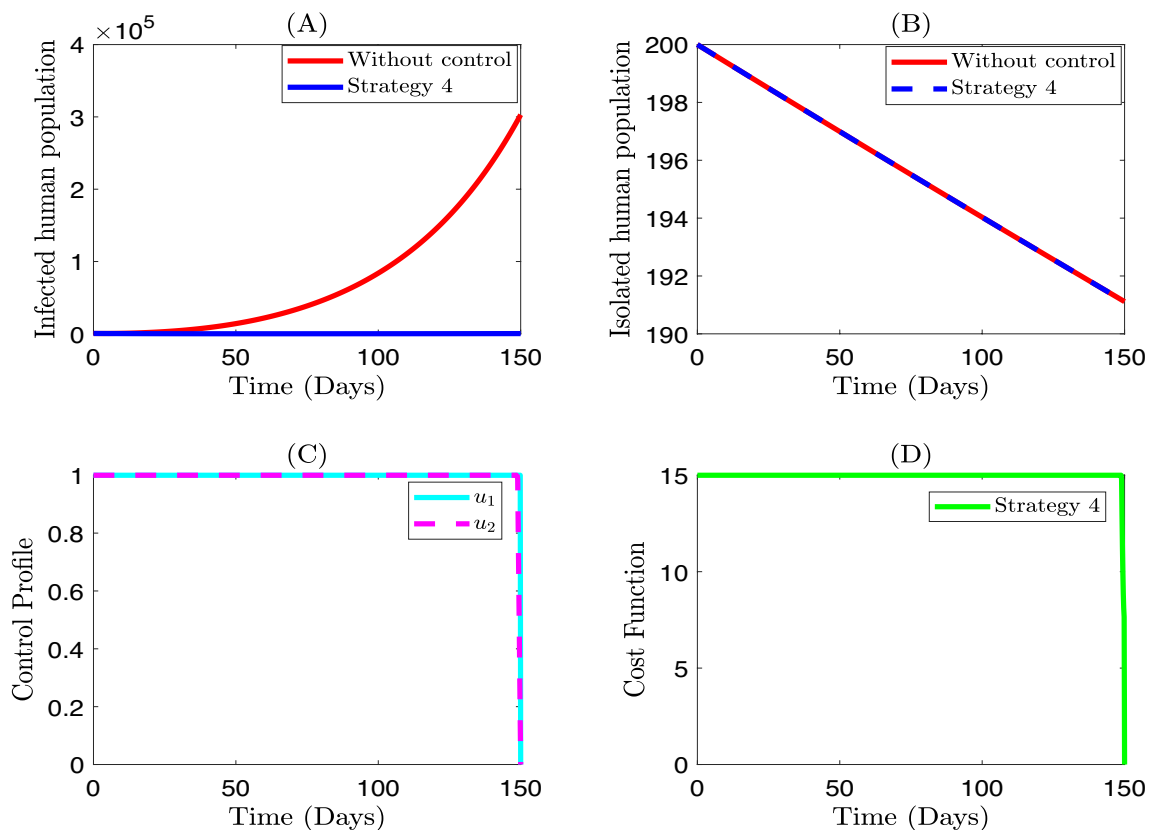 (A)
×10⁵
4
3
2
1
0
0
50
100
150
Infected human population
Time (Days)
Without control
Strategy 4
(B)
200
198
196
194
192
190
0
50
100
150
Isolated human population
Time (Days)
Without control
Strategy 4
(C)
1
0.8
0.6
0.4
0.2
0
0
50
100
150
Control Profile
Time (Days)
u₁
u₂
(D)
15
10
5
0
0
50
100
150
Cost Function
Time (Days)
Strategy 4